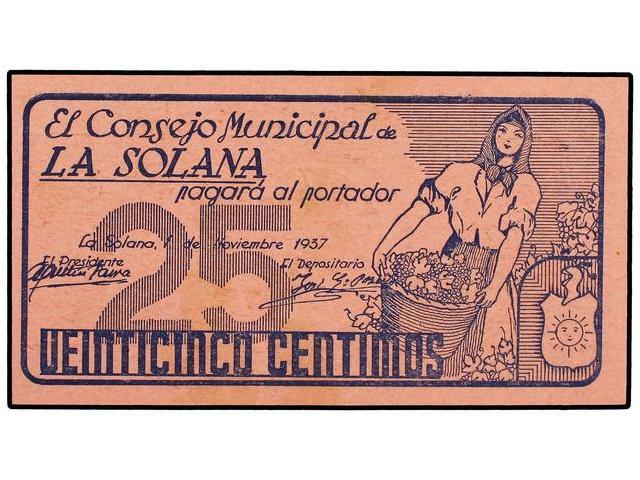 El Consejo Municipal de
LA SOLANA
pagará al portador
25
La Solana, 1 de Noviembre 1937
El Presidente
El Depositario
VEINTICINCO CENTIMOS